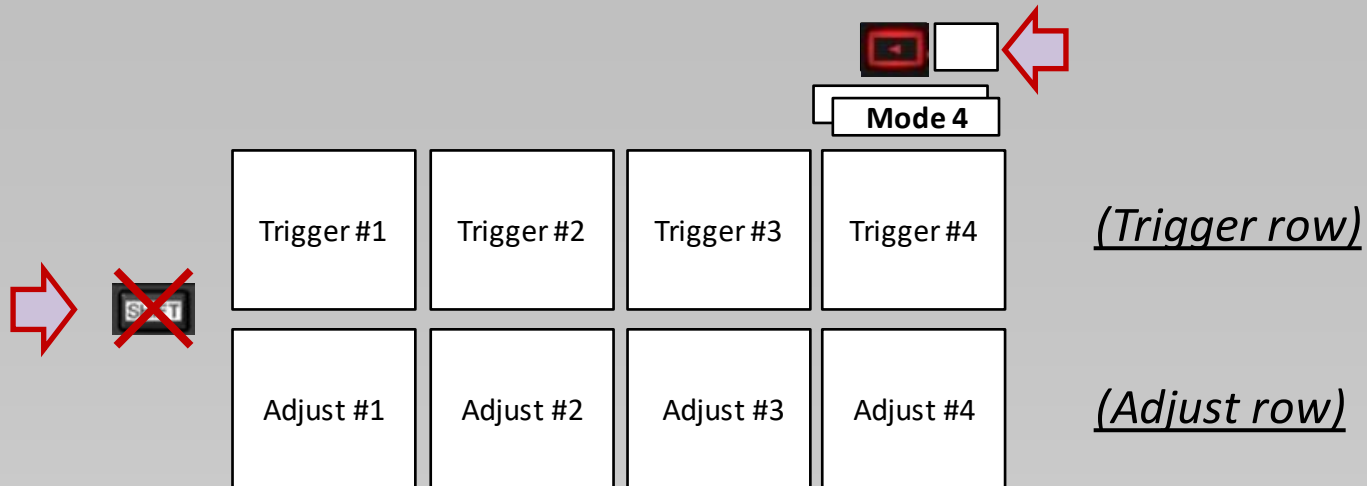 Mode 4
Trigger #1 Trigger #2 Trigger #3 Trigger #4 (Trigger row)
SHIFT
Adjust #1 Adjust #2 Adjust #3 Adjust #4 (Adjust row)